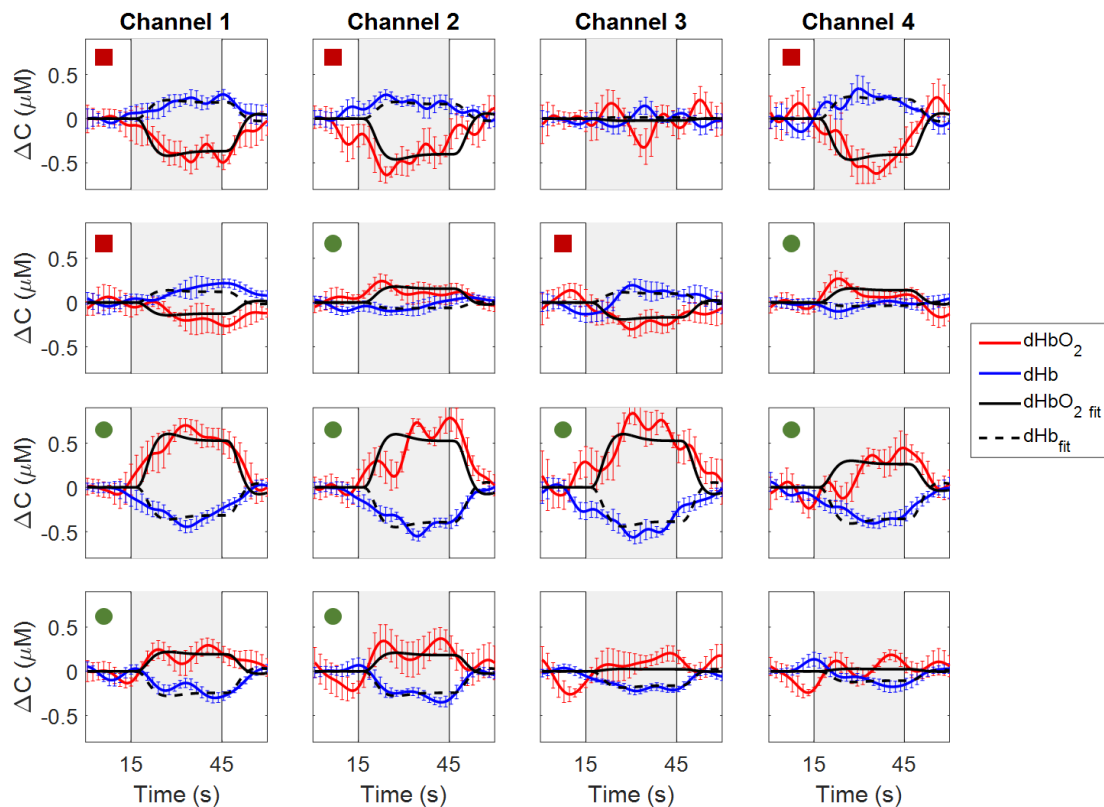 Channel 1 Channel 2 Channel 3 Channel 4
ΔC (μM) 0.5 0 -0.5
ΔC (μM) 0.5 0 -0.5
dHbO2
dHb
dHbO2 fit
dHbfit
ΔC (μM) 0.5 0 -0.5
ΔC (μM) 0.5 0 -0.5
15 45 15 45 15 45 15 45
Time (s) Time (s) Time (s) Time (s)